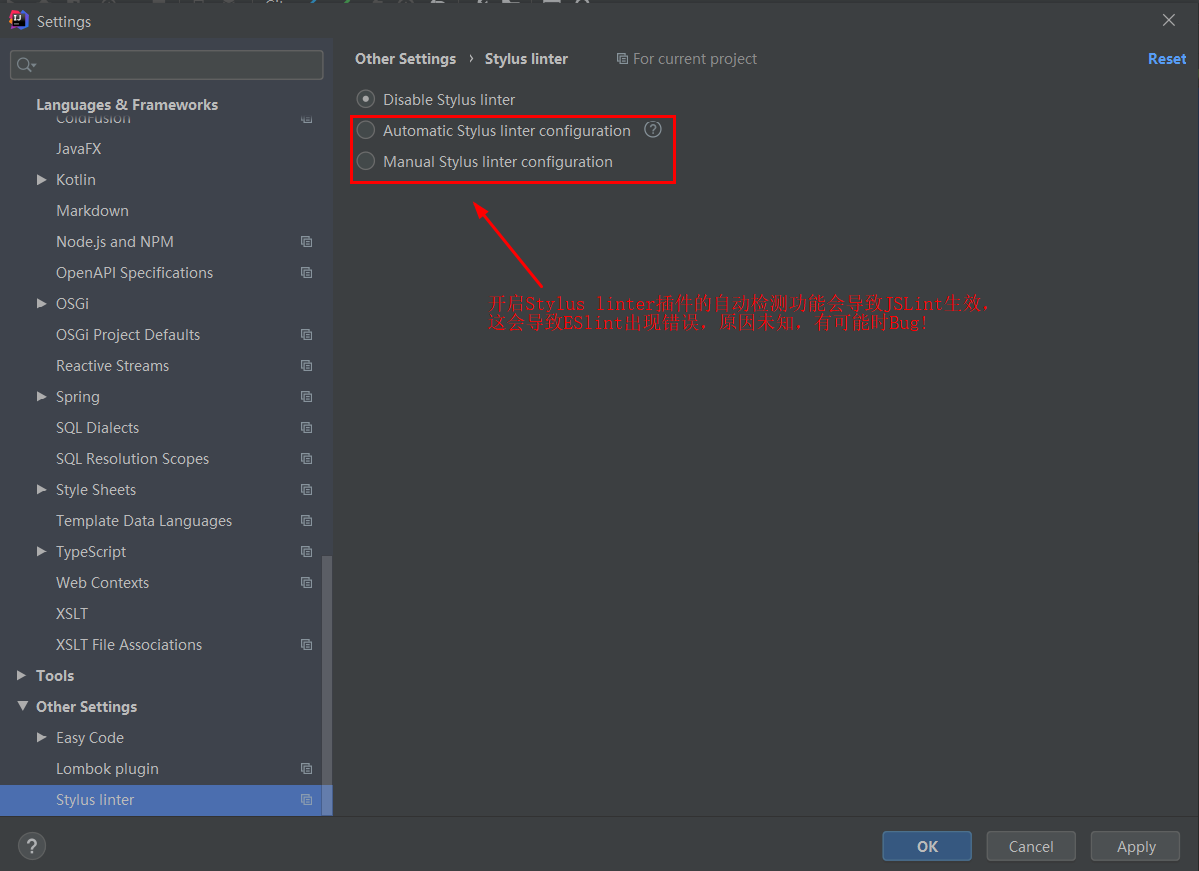 Settings
Other Settings › Stylus linter
For current project
Reset
Languages & Frameworks
ColdFusion
JavaFX
Kotlin
Markdown
Node.js and NPM
OpenAPI Specifications
OSGi
OSGi Project Defaults
Reactive Streams
Spring
SQL Dialects
SQL Resolution Scopes
Style Sheets
Template Data Languages
TypeScript
Web Contexts
XSLT
XSLT File Associations
Tools
Other Settings
Easy Code
Lombok plugin
Stylus linter
Disable Stylus linter
Automatic Stylus linter configuration ?
Manual Stylus linter configuration
开启Stylus linter插件的自动检测功能会导致JSLint生效，
这会导致ESlint出现错误，原因未知，有可能时Bug!
?
OK
Cancel
Apply